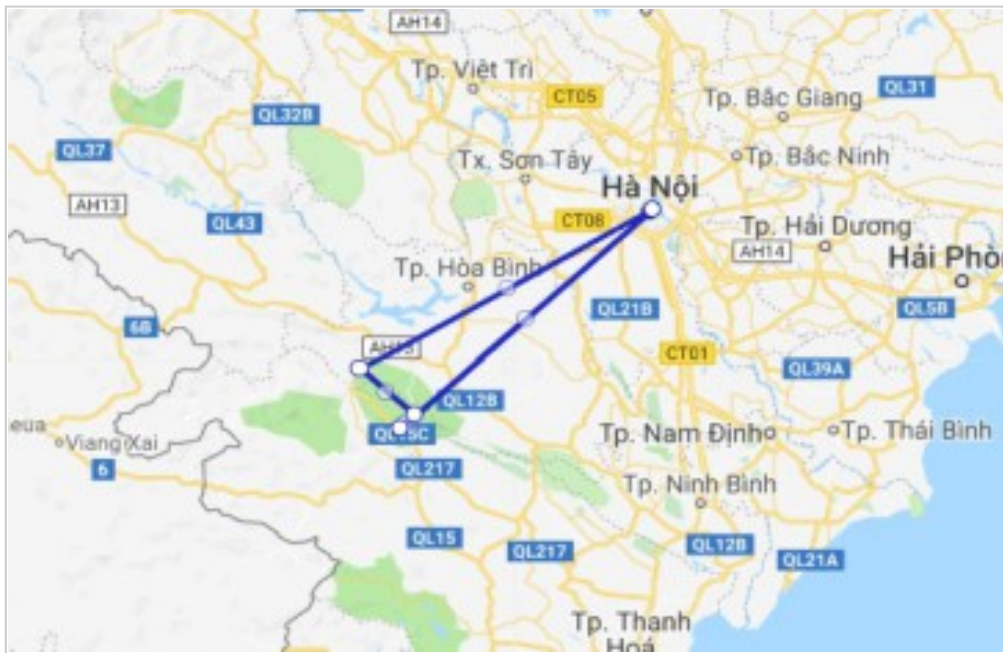 AH14
Tp. Việt Trì
CT05
QL31
Tp. Bắc Giang
QL32B
QL37
Tp. Bắc Ninh
Tx. Sơn Tây
Hà Nội
AH13
QL43
CT08
Tp. Hải Dương
AH14
Hải Phòn
Tp. Hòa Bình
QL21B
QL5B
6B
CT01
QL39A
QL12B
Viang Xai
Tp. Nam Định
Tp. Thái Bình
6
QL217
Tp. Ninh Bình
QL15
QL217
QL12B
QL21A
Tp. Thanh
Hoá